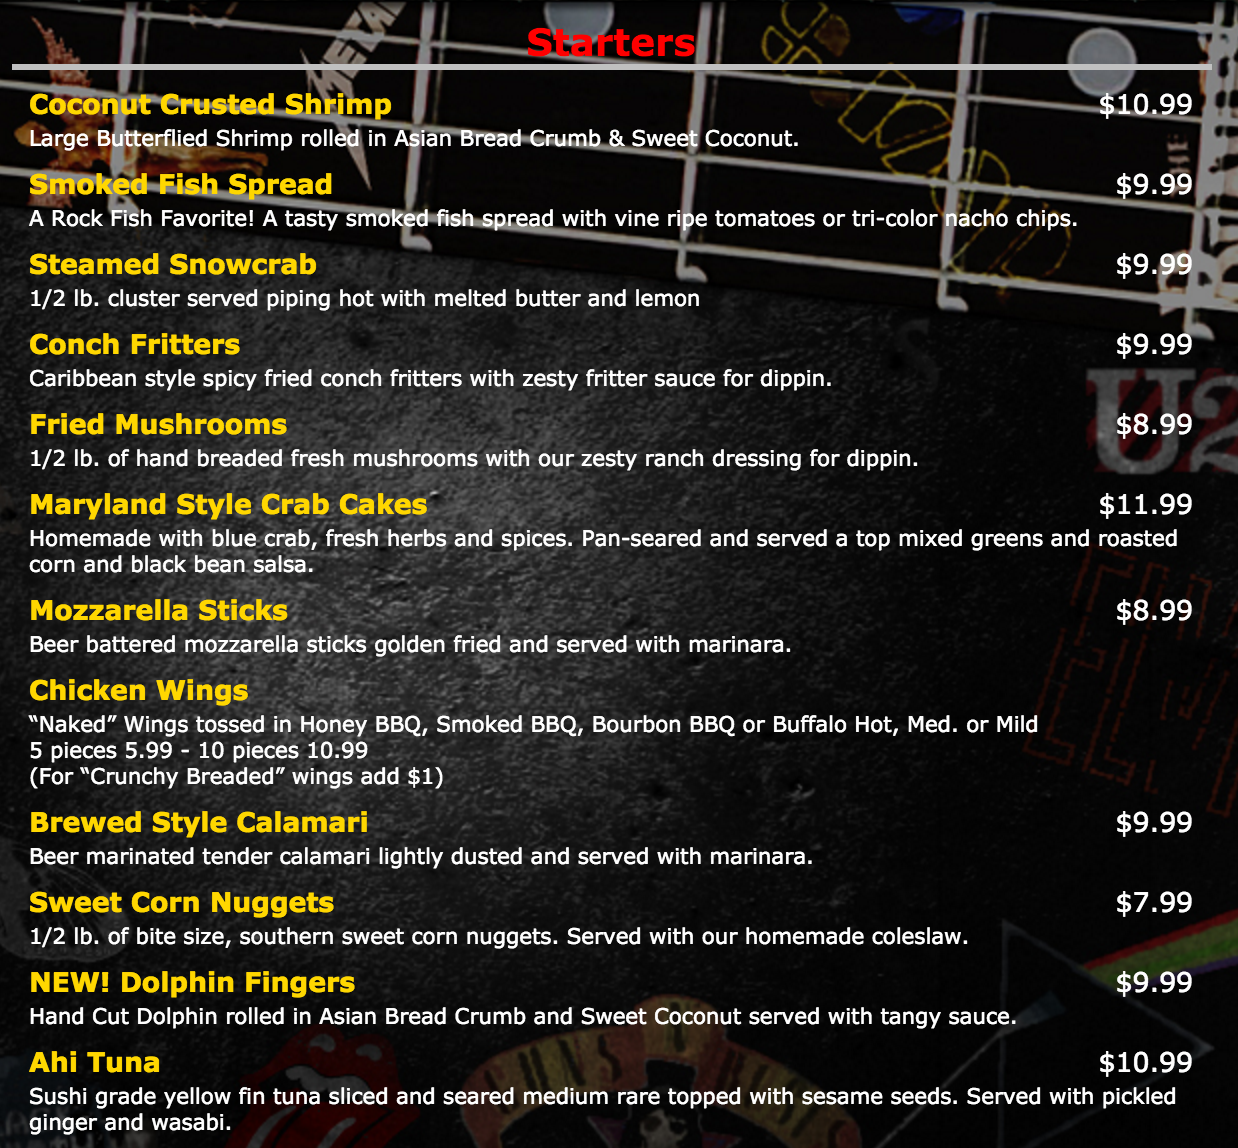 Starters
Coconut Crusted Shrimp $10.99
Large Butterflied Shrimp rolled in Asian Bread Crumb & Sweet Coconut.
Smoked Fish Spread $9.99
A Rock Fish Favorite! A tasty smoked fish spread with vine ripe tomatoes or tri-color nacho chips.
Steamed Snowcrab $9.99
1/2 lb. cluster served piping hot with melted butter and lemon
Conch Fritters $9.99
Caribbean style spicy fried conch fritters with zesty fritter sauce for dippin.
Fried Mushrooms $8.99
U2
1/2 lb. of hand breaded fresh mushrooms with our zesty ranch dressing for dippin.
Maryland Style Crab Cakes $11.99
Homemade with blue crab, fresh herbs and spices. Pan-seared and served a top mixed greens and roasted
corn and black bean salsa.
Mozzarella Sticks $8.99
Beer battered mozzarella sticks golden fried and served with marinara.
Chicken Wings
“Naked” Wings tossed in Honey BBQ, Smoked BBQ, Bourbon BBQ or Buffalo Hot, Med. or Mild
5 pieces 5.99 - 10 pieces 10.99
(For “Crunchy Breaded” wings add $1)
Brewed Style Calamari $9.99
Beer marinated tender calamari lightly dusted and served with marinara.
Sweet Corn Nuggets $7.99
1/2 lb. of bite size, southern sweet corn nuggets. Served with our homemade coleslaw.
NEW! Dolphin Fingers $9.99
Hand Cut Dolphin rolled in Asian Bread Crumb and Sweet Coconut served with tangy sauce.
Ahi Tuna $10.99
Sushi grade yellow fin tuna sliced and seared medium rare topped with sesame seeds. Served with pickled
ginger and wasabi.